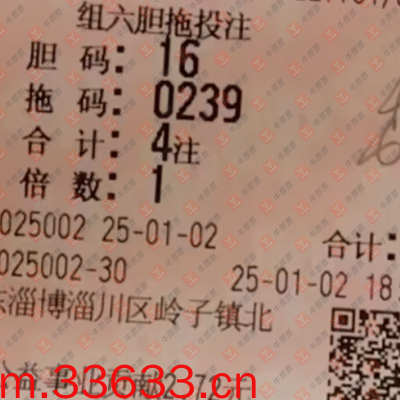 组六胆拖投注
胆 码: 16
拖 码: 0239
合 计: 4注
倍 数: 1
025002 25-01-02
合计:
025002-30 25-01-02 18
淄博淄川区岭子镇北
m.33633.cn